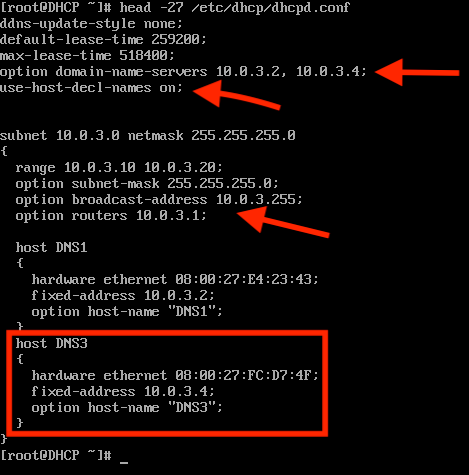 [root@DHCP ~]# head -27 /etc/dhcp/dhcpd.conf
ddns-update-style none;
default-lease-time 259200;
max-lease-time 518400;
option domain-name-servers 10.0.3.2, 10.0.3.4;
use-host-decl-names on;
subnet 10.0.3.0 netmask 255.255.255.0
{
range 10.0.3.10 10.0.3.20;
option subnet-mask 255.255.255.0;
option broadcast-address 10.0.3.255;
option routers 10.0.3.1;
host DNS1
{
hardware ethernet 08:00:27:E4:23:43;
fixed-address 10.0.3.2;
option host-name "DNS1";
}
host DNS3
{
hardware ethernet 08:00:27:FC:D7:4F;
fixed-address 10.0.3.4;
option host-name "DNS3";
}
}
[root@DHCP ~]# _